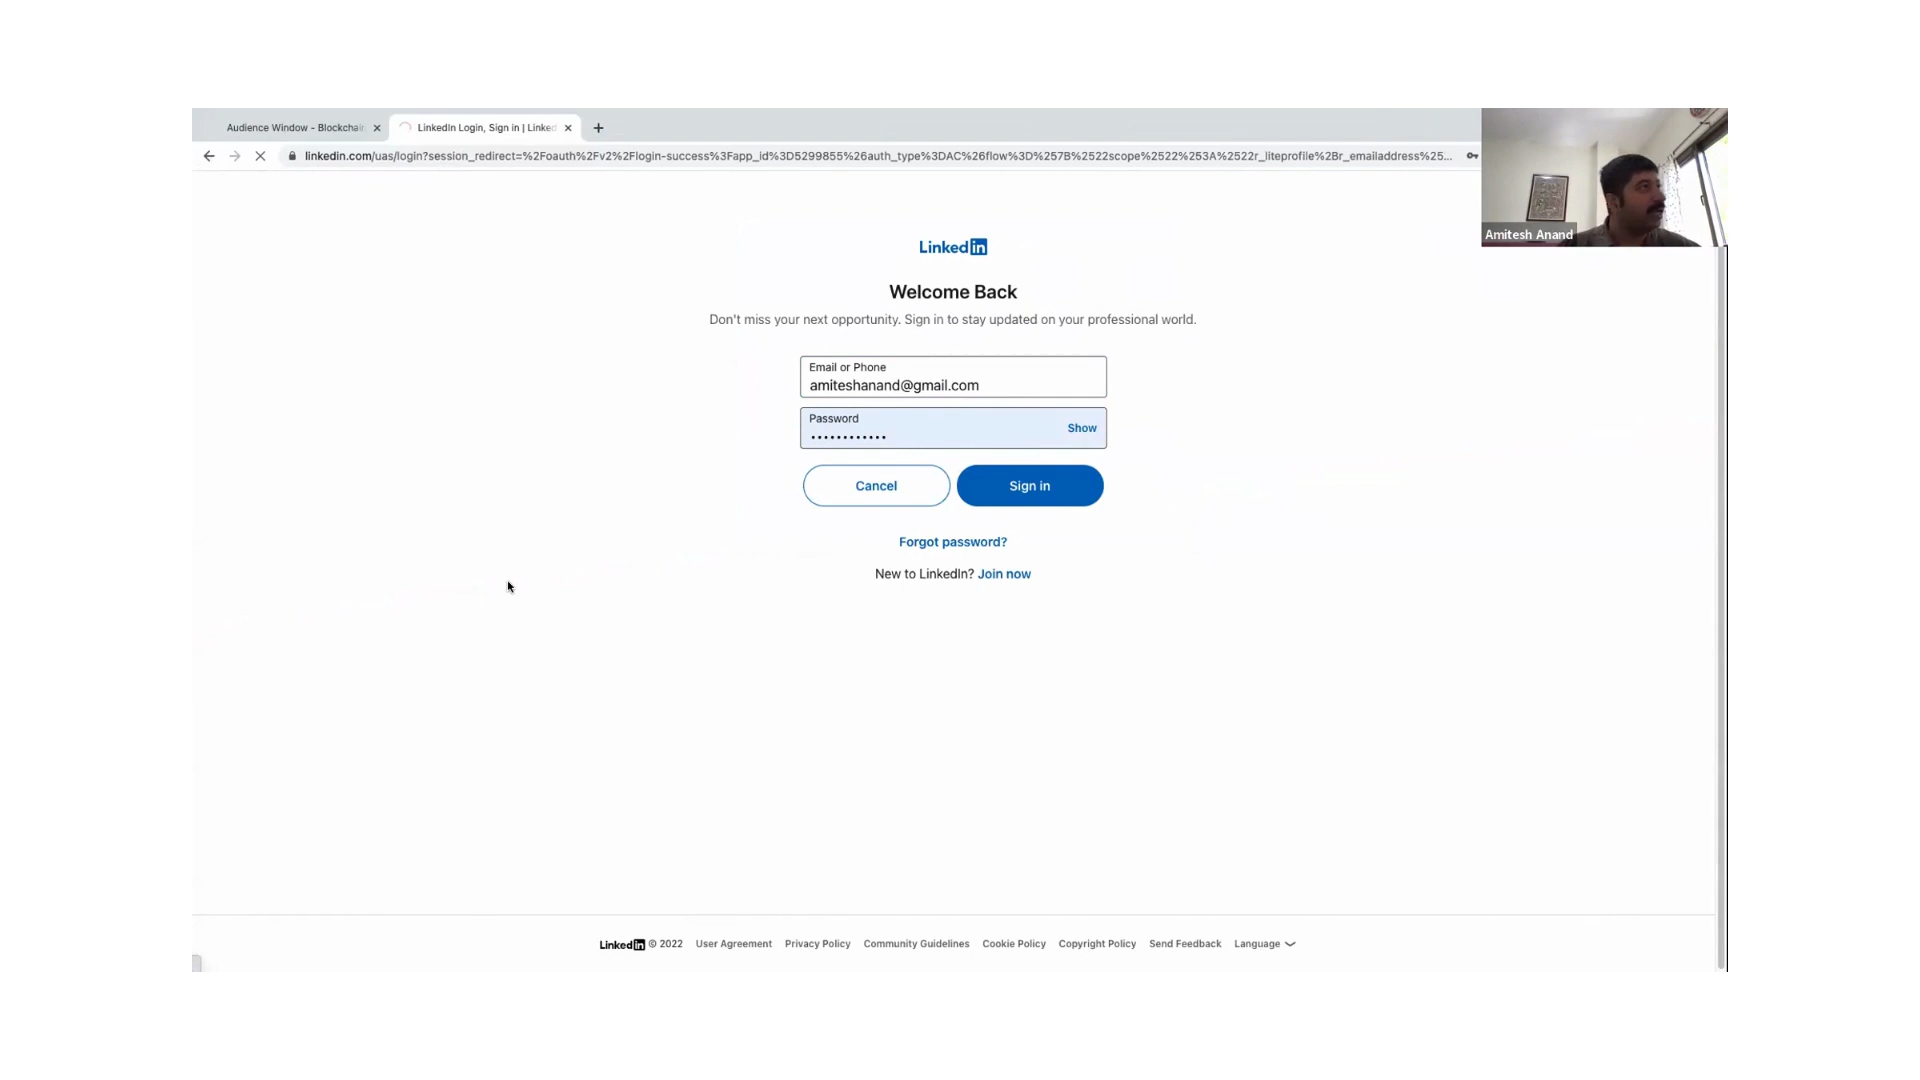 Audience Window - Blockchain
LinkedIn Login, Sign in | Linked
linkedin.com/uas/login?session_redirect=%2Foauth%2Fv2%2Flogin-success%3Fapp_id%3D5299855%26auth_type%3DAC%26flow%3D%257B%2522scope%2522%253A%2522r_liteprofile%2Br_emailaddress%25...
Amitesh Anand
Linked in
Welcome Back
Don't miss your next opportunity. Sign in to stay updated on your professional world.
Email or Phone
amiteshanand@gmail.com
Password
Show
Cancel
Sign in
Forgot password?
New to LinkedIn? Join now
Linked in © 2022 User Agreement Privacy Policy Community Guidelines Cookie Policy Copyright Policy Send Feedback Language